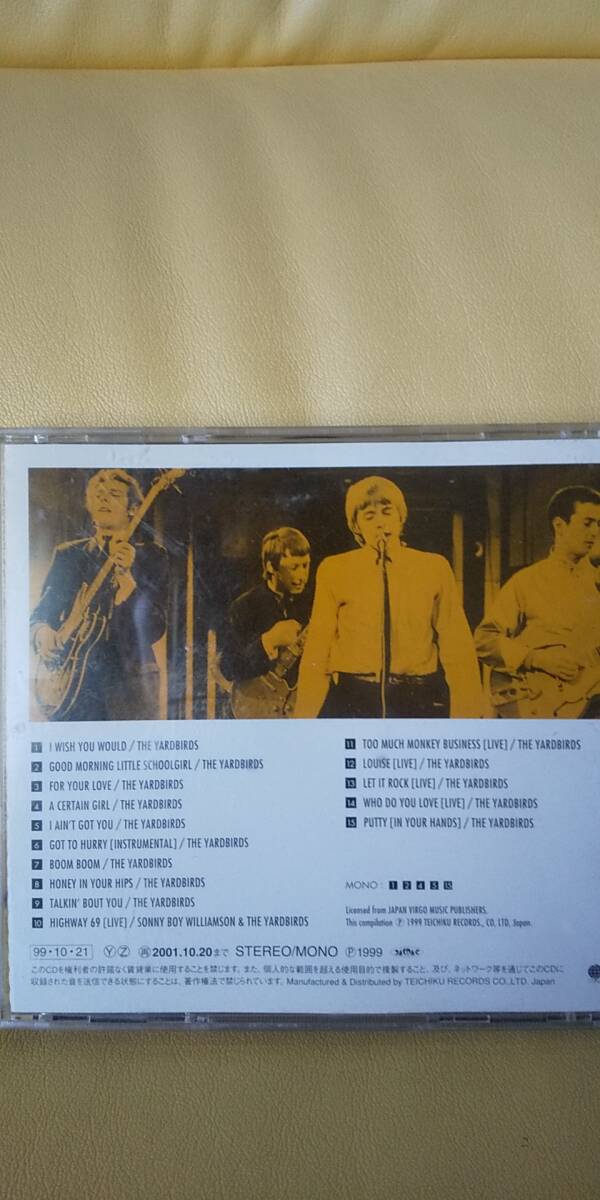 1 I WISH YOU WOULD / THE YARDBIRDS
2 GOOD MORNING LITTLE SCHOOLGIRL / THE YARDBIRDS
3 FOR YOUR LOVE / THE YARDBIRDS
4 A CERTAIN GIRL / THE YARDBIRDS
5 I AIN'T GOT YOU / THE YARDBIRDS
6 GOT TO HURRY [INSTRUMENTAL] / THE YARDBIRDS
7 BOOM BOOM / THE YARDBIRDS
8 HONEY IN YOUR HIPS / THE YARDBIRDS
9 TALKIN' BOUT YOU / THE YARDBIRDS
10 HIGHWAY 69 [LIVE] / SONNY BOY WILLIAMSON & THE YARDBIRDS
11 TOO MUCH MONKEY BUSINESS [LIVE] / THE YARDBIRDS
12 LOUISE [LIVE] / THE YARDBIRDS
13 LET IT ROCK [LIVE] / THE YARDBIRDS
14 WHO DO YOU LOVE [LIVE] / THE YARDBIRDS
15 PUTTY [IN YOUR HANDS] / THE YARDBIRDS
MONO : 1 2 4 5 15
Licensed from JAPAN VIRGO MUSIC PUBLISHERS.
This compilation Ⓟ 1999 TEICHIKU RECORDS., CO, LTD, Japan.
99・10・21 Ⓨ Ⓩ 再 2001.10.20まで STEREO/MONO Ⓟ 1999
このCDを権利者の許諾なく賃貸業に使用することを禁じます。また、個人的な範囲を超える使用目的で複製すること、及び、ネットワーク等を通じてこのCDに
収録された音を送信できる状態にすることは、著作権法で禁じられています。Manufactured & Distributed by TEICHIKU RECORDS CO.,LTD. Japan